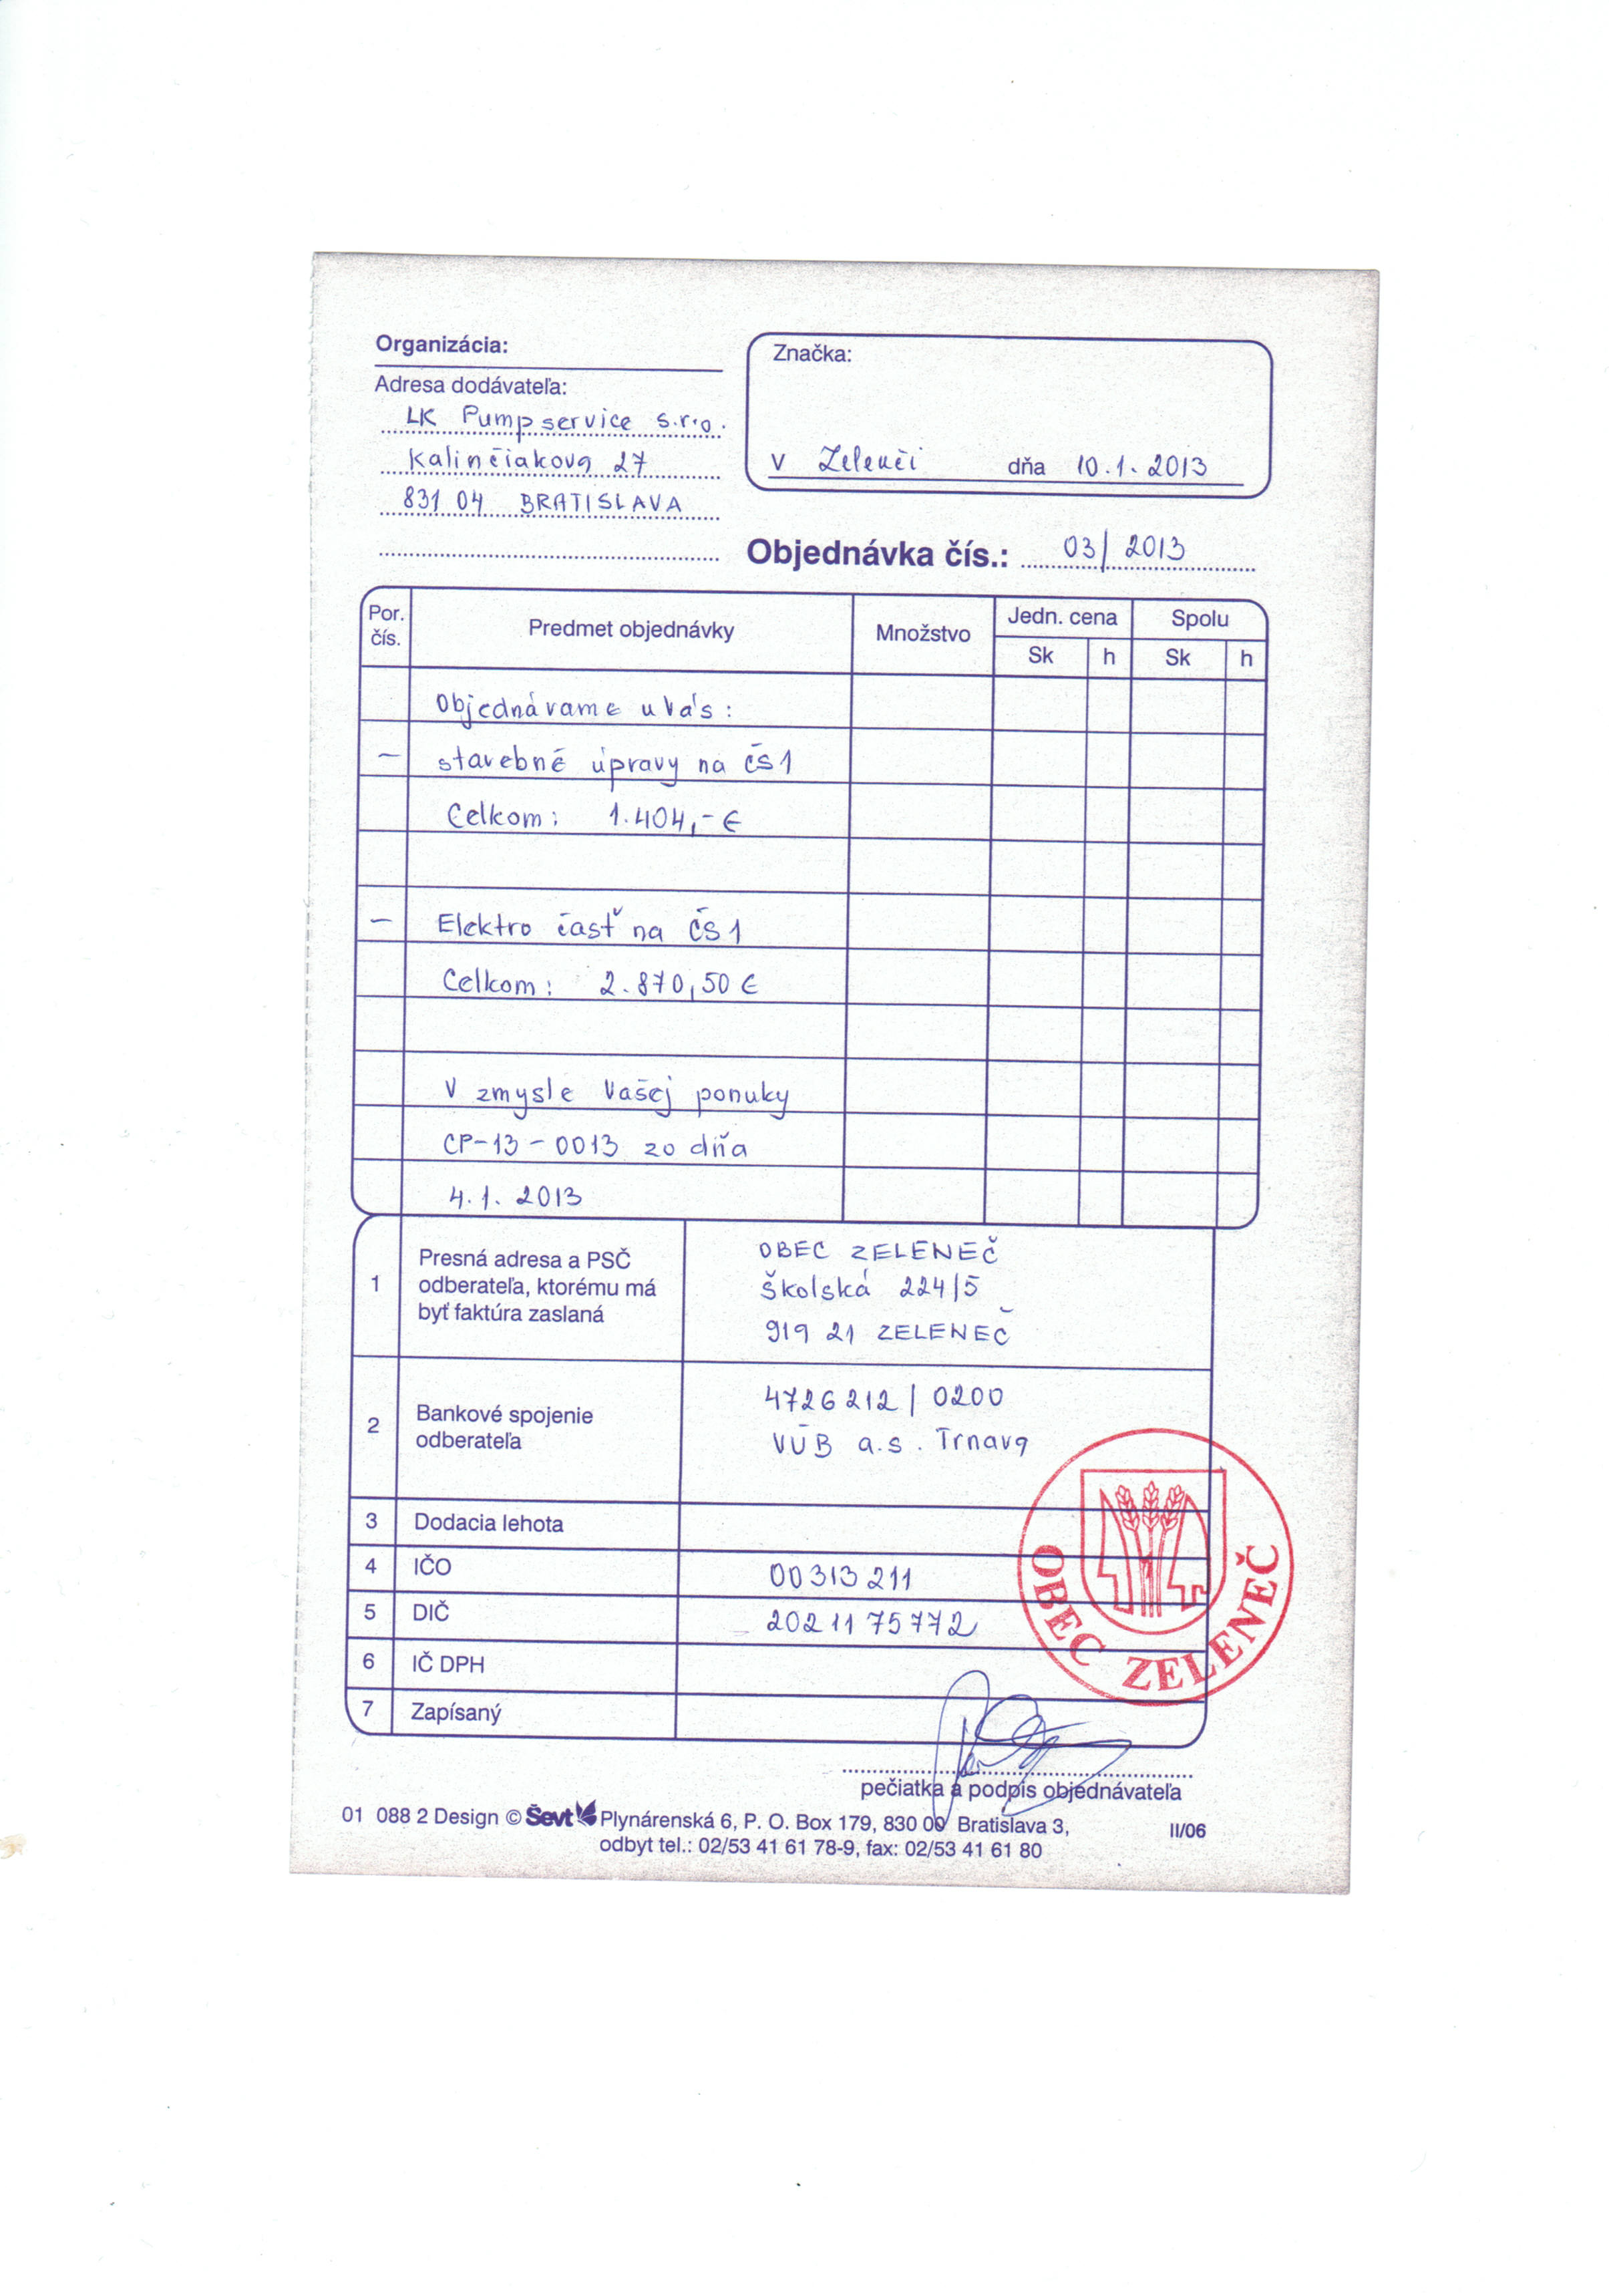 Organizácia:
Adresa dodávateľa:
LK Pumpservice s.r.o.
Kalinčiakova 27
831 04 BRATISLAVA
Značka:
v Zelenči dňa 10.1.2013
Objednávka čís.: 03/2013
Por. čís. Predmet objednávky Množstvo Jedn. cena Spolu
Sk h Sk h
Objednávame u Vás:
– stavebné úpravy na ČS1
Celkom: 1.404,- €
– Elektro časť na ČS1
Celkom: 2.870,50 €
V zmysle Vašej ponuky
CP-13-0013 zo dňa
4.1.2013
1 Presná adresa a PSČ
odberateľa, ktorému má
byť faktúra zaslaná
OBEC ZELENEČ
Školská 224/5
919 21 ZELENEČ
2 Bankové spojenie
odberateľa
4726212/0200
VÚB a.s. Trnava
3 Dodacia lehota
4 IČO 00313211
5 DIČ 2021175772
6 IČ DPH
7 Zapísaný
OBEC ZELENEČ
pečiatka a podpis objednávateľa
01 088 2 Design © Ševt Plynárenská 6, P. O. Box 179, 830 00 Bratislava 3, II/06
odbyt tel.: 02/53 41 61 78-9, fax: 02/53 41 61 80